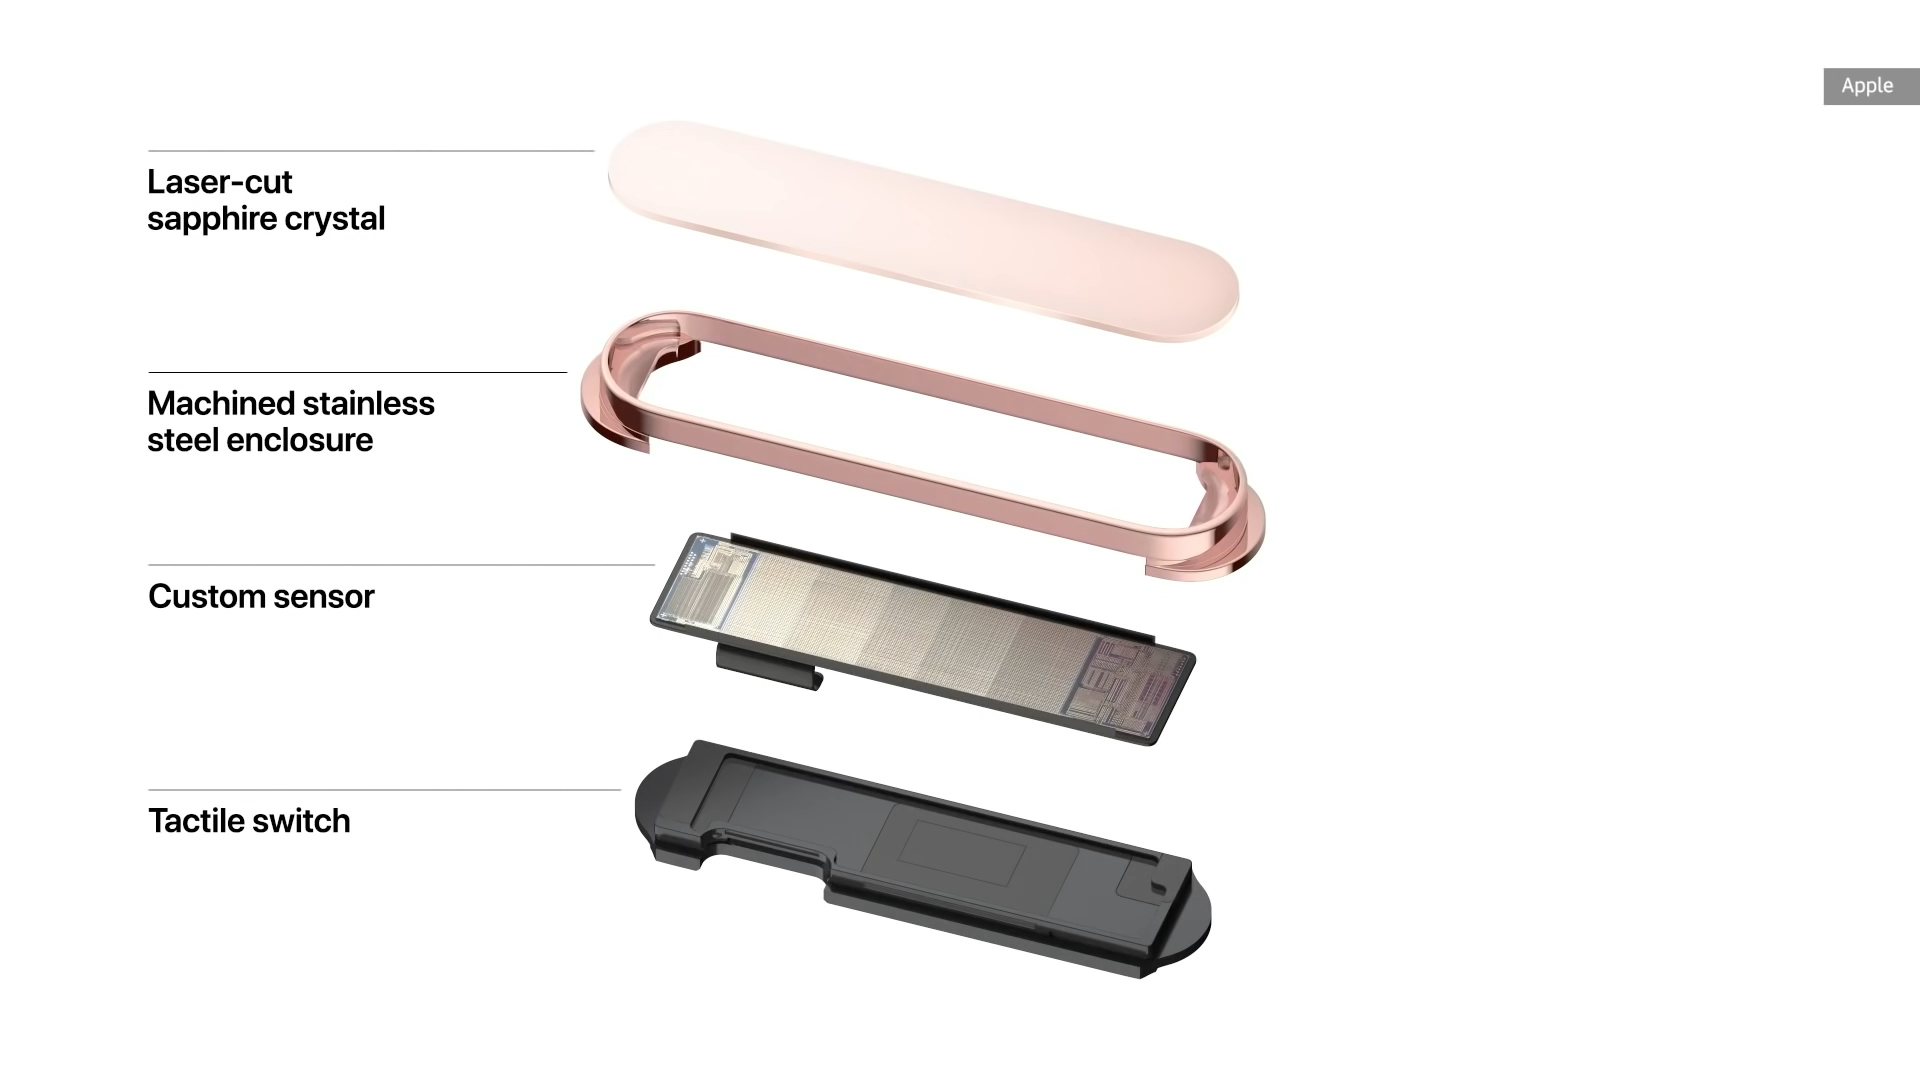 Apple
Laser-cut
sapphire crystal
Machined stainless
steel enclosure
Custom sensor
Tactile switch